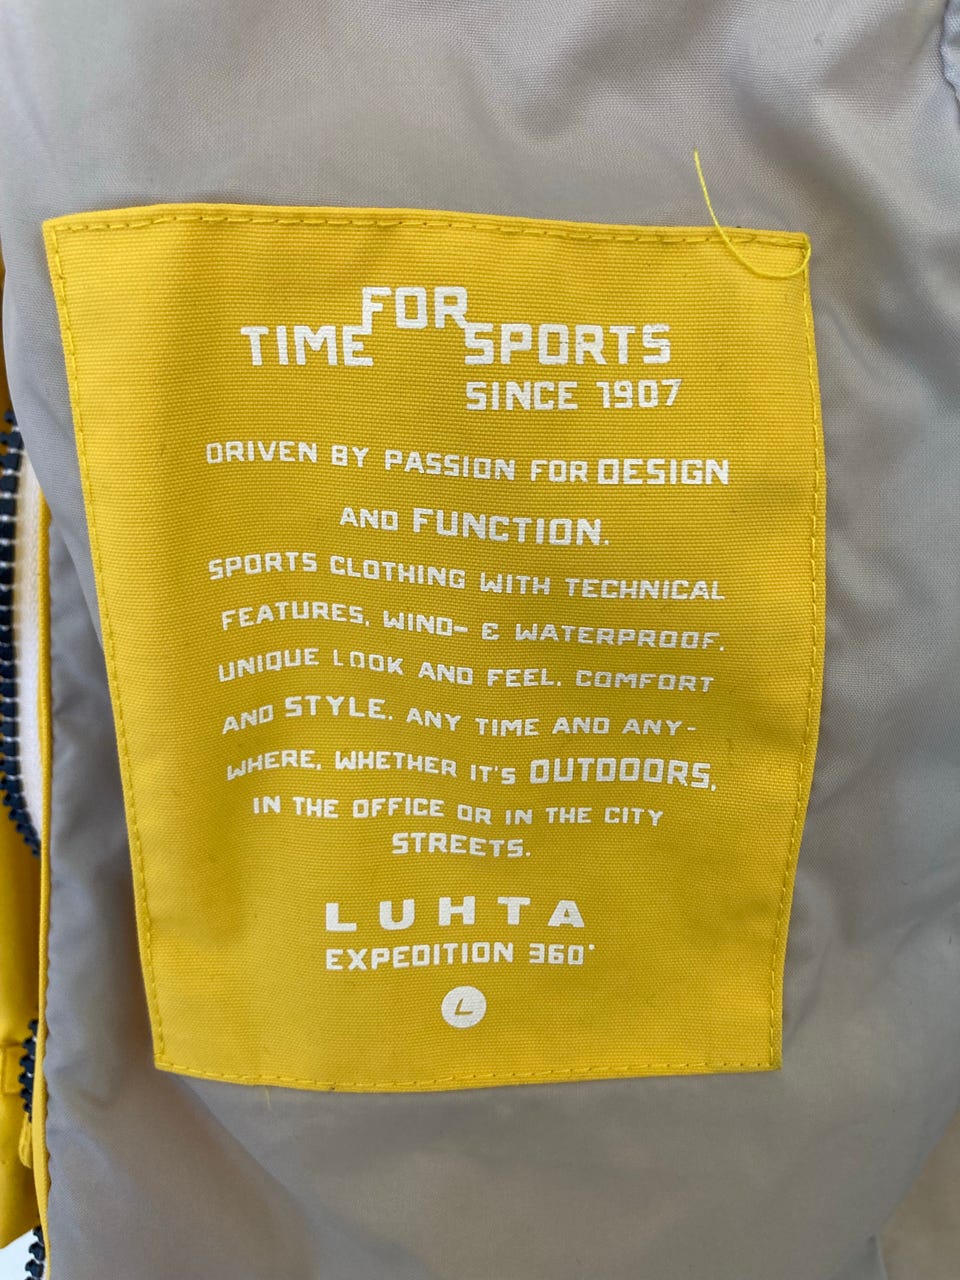 TIME FOR SPORTS
SINCE 1907
DRIVEN BY PASSION FOR DESIGN
AND FUNCTION.
SPORTS CLOTHING WITH TECHNICAL
FEATURES, WIND- & WATERPROOF.
UNIQUE LOOK AND FEEL. COMFORT
AND STYLE. ANY TIME AND ANY-
WHERE, WHETHER IT'S OUTDOORS,
IN THE OFFICE OR IN THE CITY
STREETS.
LUHTA
EXPEDITION 360°
L